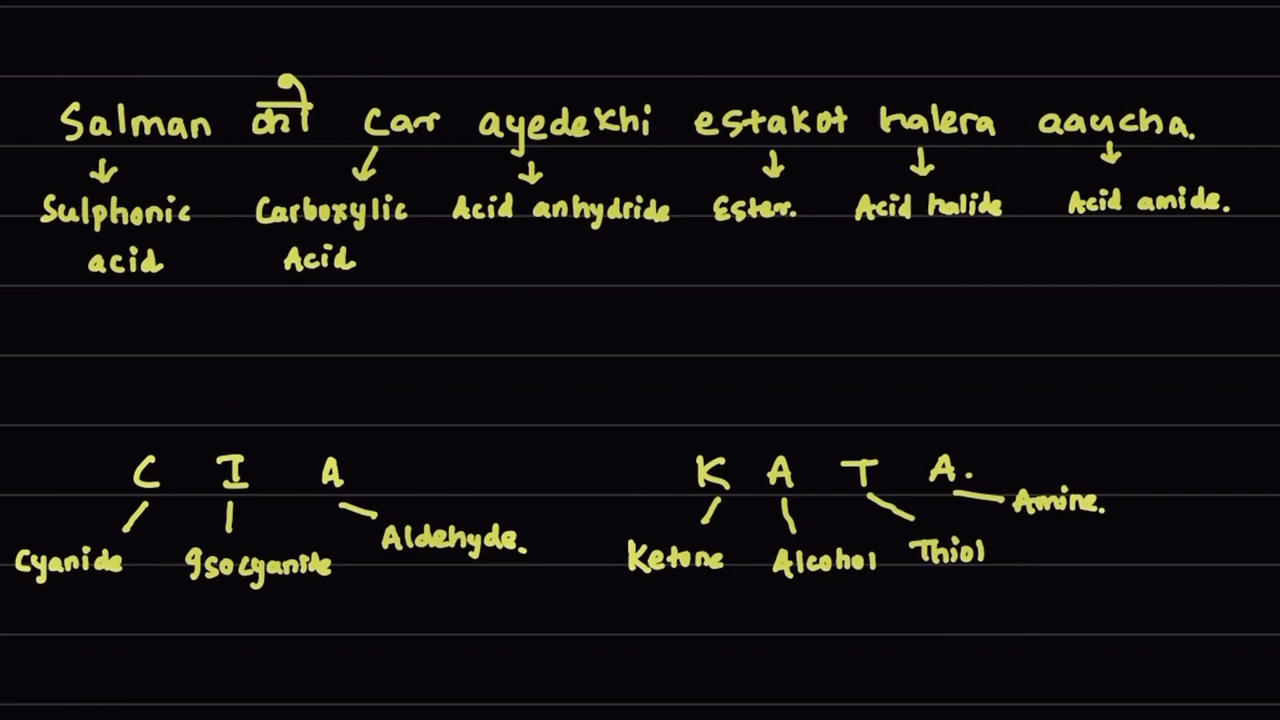 Salman को car ayedekhi estakot halera aaucha.
Sulphonic acid Carboxylic Acid Acid anhydride Ester. Acid halide Acid amide.
C I A K A T A.
Cyanide Isocyanide Aldehyde. Ketone Alcohol Thiol Amine.